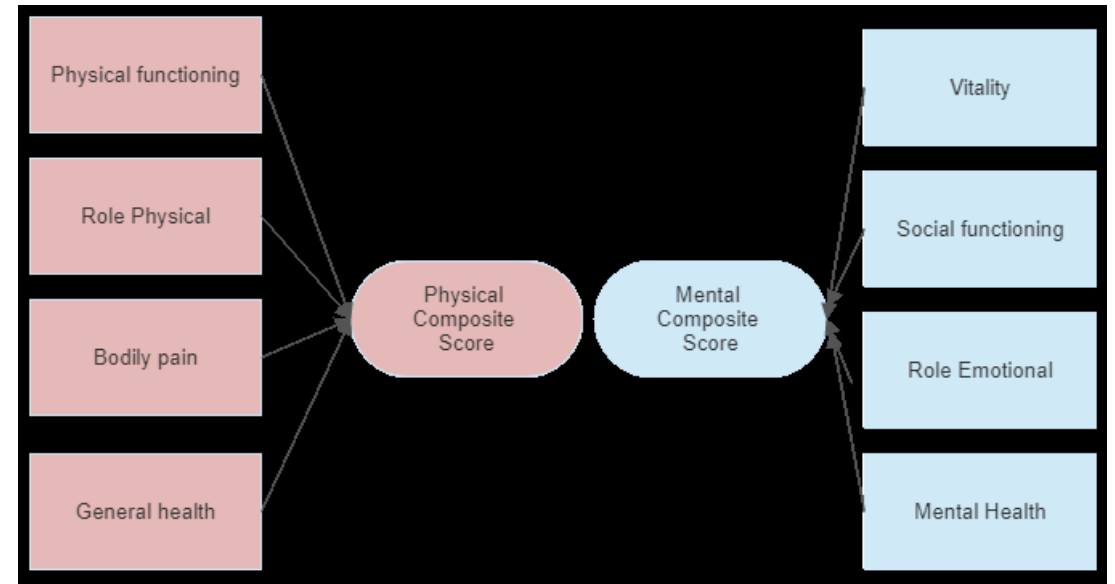 Physical functioning
Role Physical
Bodily pain
General health
Physical
Composite
Score
Mental
Composite
Score
Vitality
Social functioning
Role Emotional
Mental Health